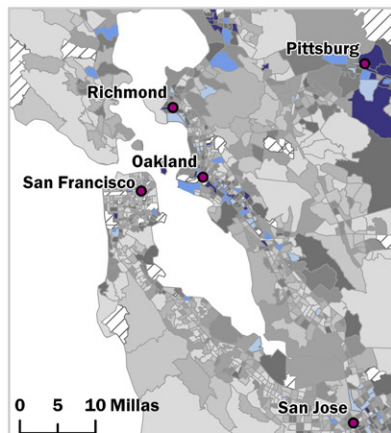 Pittsburg
Richmond
Oakland
San Francisco
San Jose
0 5 10 Millas